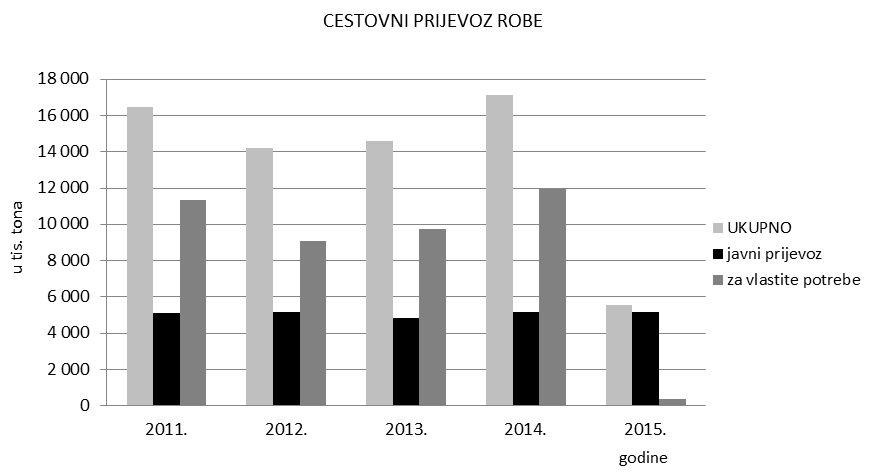 CESTOVNI PRIJEVOZ ROBE
u tis. tona
18 000
16 000
14 000
12 000
10 000
8 000
6 000
4 000
2 000
0
2011.
2012.
2013.
2014.
2015.
godine
UKUPNO
javni prijevoz
za vlastite potrebe